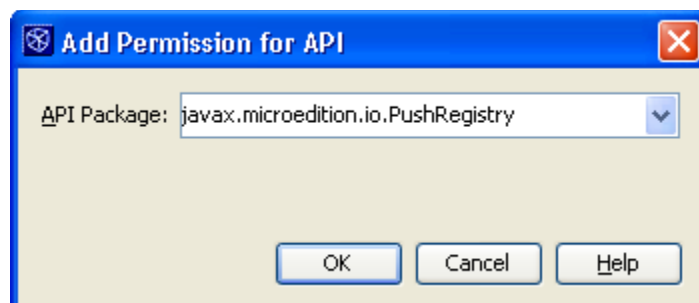 Add Permission for API
API Package: javax.microedition.io.PushRegistry
OK Cancel Help